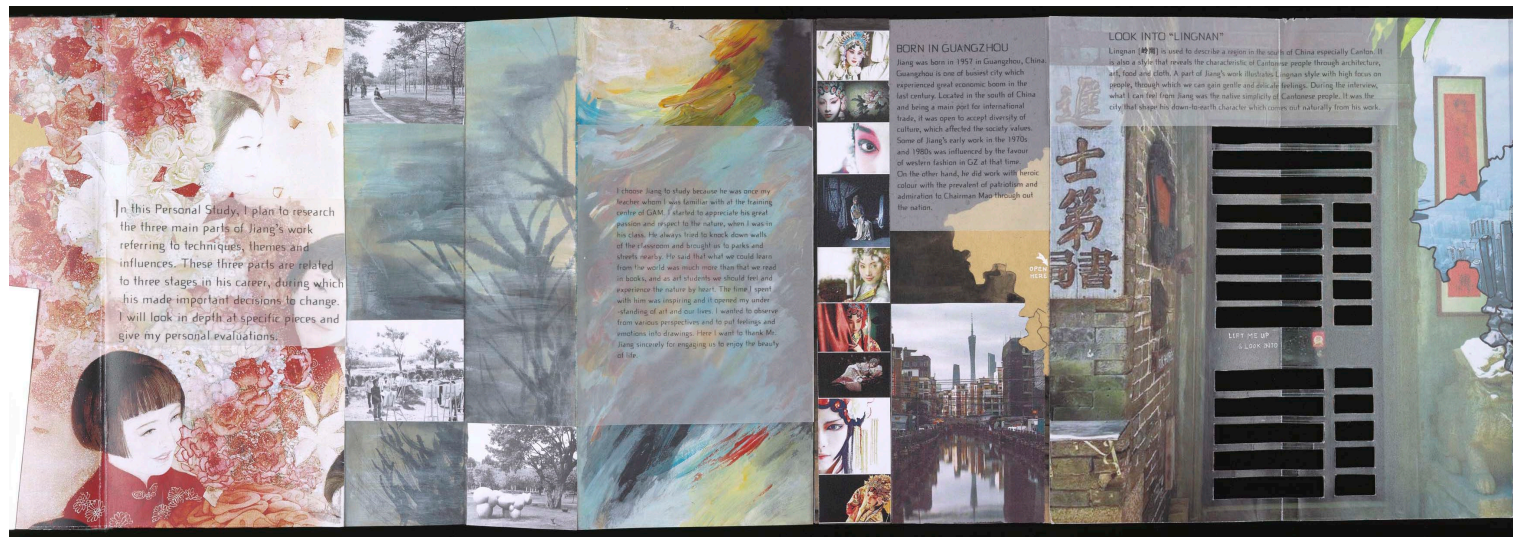 In this Personal Study, I plan to research
the three main parts of Jiang's work
referring to techniques, themes and
influences. These three parts are related
to three stages in his career, during which
his made important decisions to change.
I will look in depth at specific pieces and
give my personal evaluations.
I choose Jiang to study because he was once my
teacher whom I was familiar with at the training
centre of GAM. I started to appreciate his great
passion and respect to the nature, when I was in
his class. He always tried to knock down walls
of the classroom and brought us to parks and
streets nearby. He said that what we could learn
from the world was much more than that we read
in books, and as art students we should feel and
experience the nature by heart. The time I spent
with him was inspiring and it opened my under
-standing of art and our lives. I wanted to observe
from various perspectives and to put feelings and
emotions into drawings. Here I want to thank Mr.
Jiang sincerely for engaging us to enjoy the beauty
of life.
BORN IN GUANGZHOU
Jiang was born in 1957 in Guangzhou, China.
Guangzhou is one of busiest city which
experienced great economic boom in the
last century. Located in the south of China
and being a main port for international
trade, it was open to accept diversity of
culture, which affected the society values.
Some of Jiang's early work in the 1970s
and 1980s was influenced by the favour
of western fashion in GZ at that time.
On the other hand, he did work with heroic
colour with the prevalent of patriotism and
admiration to Chairman Mao through out
the nation.
OPEN
HERE
LOOK INTO "LINGNAN"
Lingnan [岭南] is used to describe a region in the south of China especially Canton. It
is also a style that reveals the characteristic of Cantonese people through architecture,
art, food and cloth. A part of Jiang's work illustrates Lingnan style with high focus on
people, through which we can gain gentle and delicate feelings. During the interview,
what I can feel from Jiang was the native simplicity of Cantonese people. It was the
city that shape his down-to-earth character which comes out naturally from his work.
進
士
第
書
LIFT ME UP
& LOOK INTO